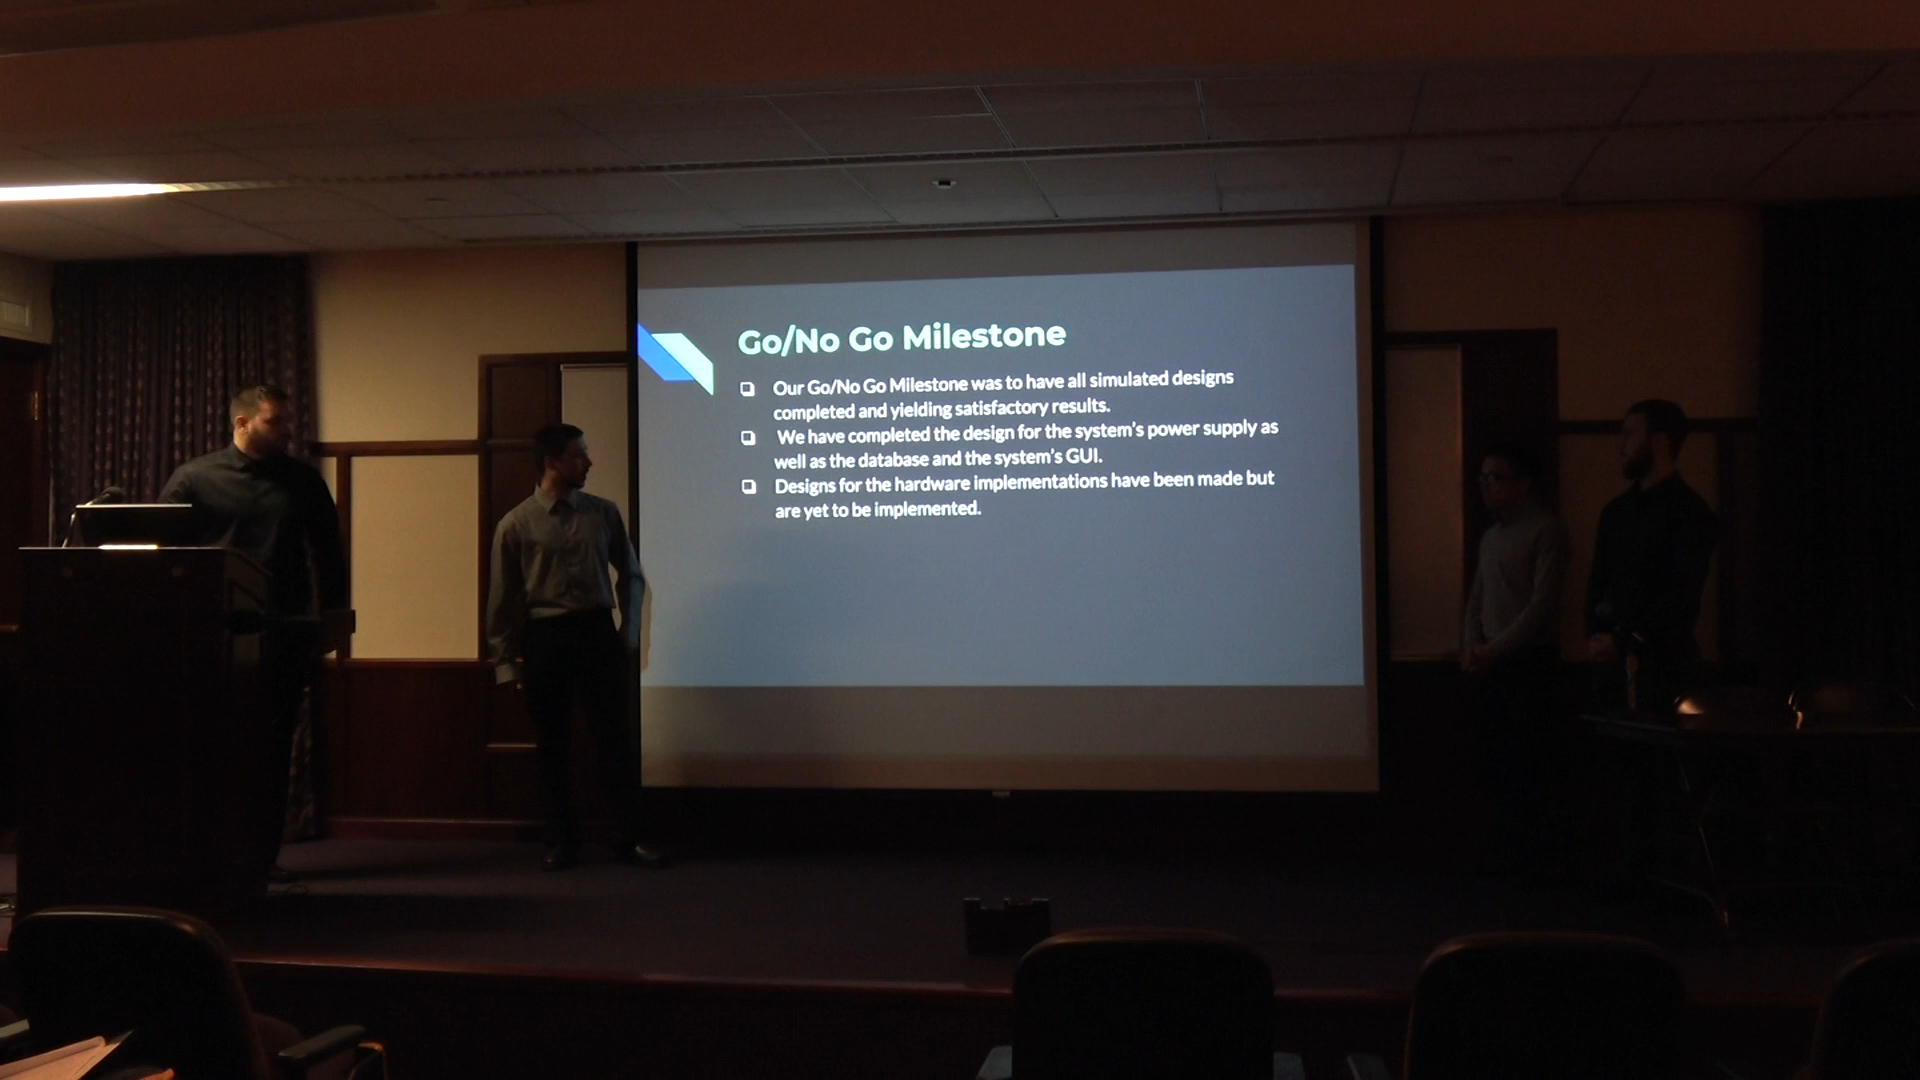 Go/No Go Milestone
Our Go/No Go Milestone was to have all simulated designs
completed and yielding satisfactory results.
We have completed the design for the system's power supply as
well as the database and the system's GUI.
Designs for the hardware implementations have been made but
are yet to be implemented.